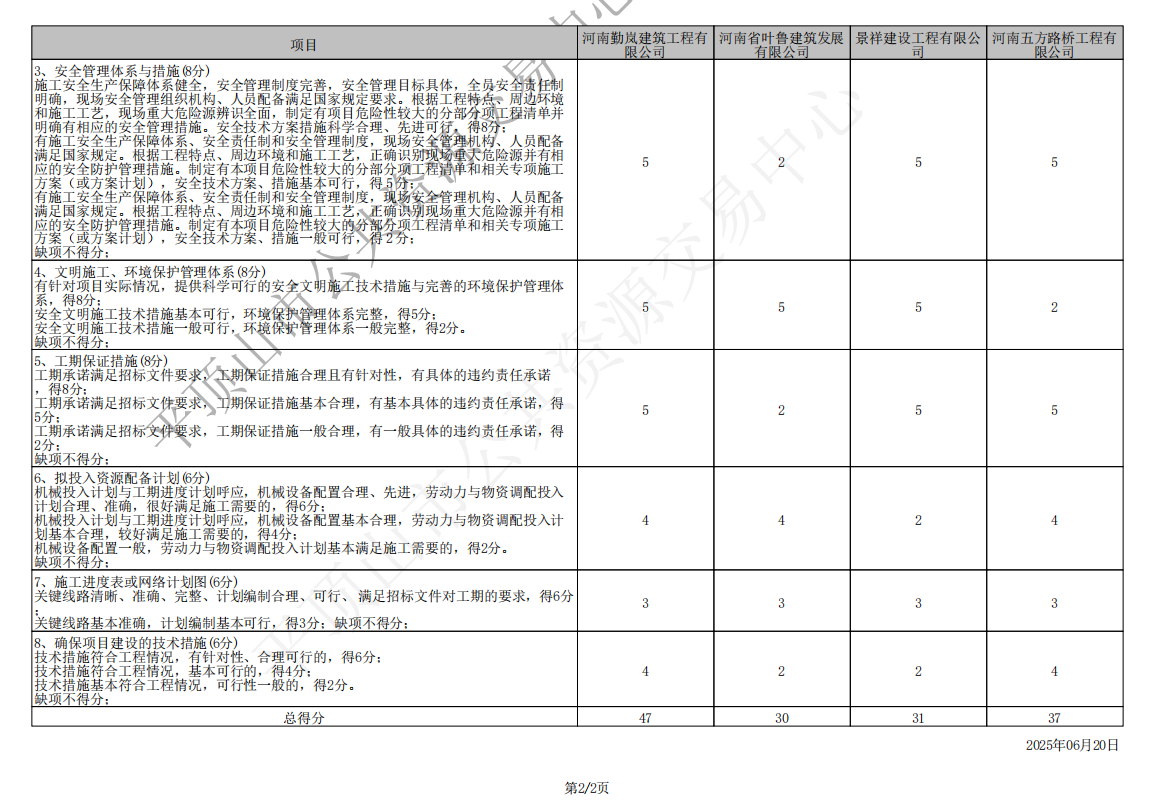 项目
河南勤岚建筑工程有
限公司
河南省叶鲁建筑发展
有限公司
景祥建设工程有限公
司
河南五方路桥工程有
限公司
3、安全管理体系与措施(8分)
施工安全生产保障体系健全，安全管理制度完善，安全管理目标具体，全员安全责任制
明确，现场安全管理组织机构、人员配备满足国家规定要求。根据工程特点、周边环境
和施工工艺，现场重大危险源辨识全面，制定有项目危险性较大的分部分项工程清单并
明确有相应的安全管理措施。安全技术方案措施科学合理、先进可行，得8分；
有施工安全生产保障体系、安全责任制和安全管理制度，现场安全管理机构、人员配备
满足国家规定。根据工程特点、周边环境和施工工艺，正确识别现场重大危险源并有相
应的安全防护管理措施。制定有本项目危险性较大的分部分项工程清单和相关专项施工
方案（或方案计划），安全技术方案、措施基本可行，得5分；
有施工安全生产保障体系、安全责任制和安全管理制度，现场安全管理机构、人员配备
满足国家规定。根据工程特点、周边环境和施工工艺，正确识别现场重大危险源并有相
应的安全防护管理措施。制定有本项目危险性较大的分部分项工程清单和相关专项施工
方案（或方案计划），安全技术方案、措施一般可行，得2分；
缺项不得分；
5
2
5
5
4、文明施工、环境保护管理体系(8分)
有针对项目实际情况，提供科学可行的安全文明施工技术措施与完善的环境保护管理体
系，得8分；
安全文明施工技术措施基本可行，环境保护管理体系完整，得5分；
安全文明施工技术措施一般可行，环境保护管理体系一般完整，得2分。
缺项不得分；
5
5
5
2
5、工期保证措施(8分)
工期承诺满足招标文件要求，工期保证措施合理且有针对性，有具体的违约责任承诺
，得8分；
工期承诺满足招标文件要求，工期保证措施基本合理，有基本具体的违约责任承诺，得
5分；
工期承诺满足招标文件要求，工期保证措施一般合理，有一般具体的违约责任承诺，得
2分；
缺项不得分；
5
2
5
5
6、拟投入资源配备计划(6分)
机械投入计划与工期进度计划呼应，机械设备配置合理、先进，劳动力与物资调配投入
计划合理、准确，很好满足施工需要的，得6分；
机械投入计划与工期进度计划呼应，机械设备配置基本合理，劳动力与物资调配投入计
划基本合理，较好满足施工需要的，得4分；
机械设备配置一般，劳动力与物资调配投入计划基本满足施工需要的，得2分。
缺项不得分；
4
4
2
4
7、施工进度表或网络计划图(6分)
关键线路清晰、准确、完整、计划编制合理、可行、满足招标文件对工期的要求，得6分
；
关键线路基本准确，计划编制基本可行，得3分；缺项不得分；
3
3
3
3
8、确保项目建设的技术措施(6分)
技术措施符合工程情况，有针对性、合理可行的，得6分；
技术措施符合工程情况，基本可行的，得4分；
技术措施基本符合工程情况，可行性一般的，得2分。
缺项不得分；
4
2
2
4
总得分
47
30
31
37
2025年06月20日
第2/2页
平顶山市公共资源交易中心
平顶山市公共资源交易中心